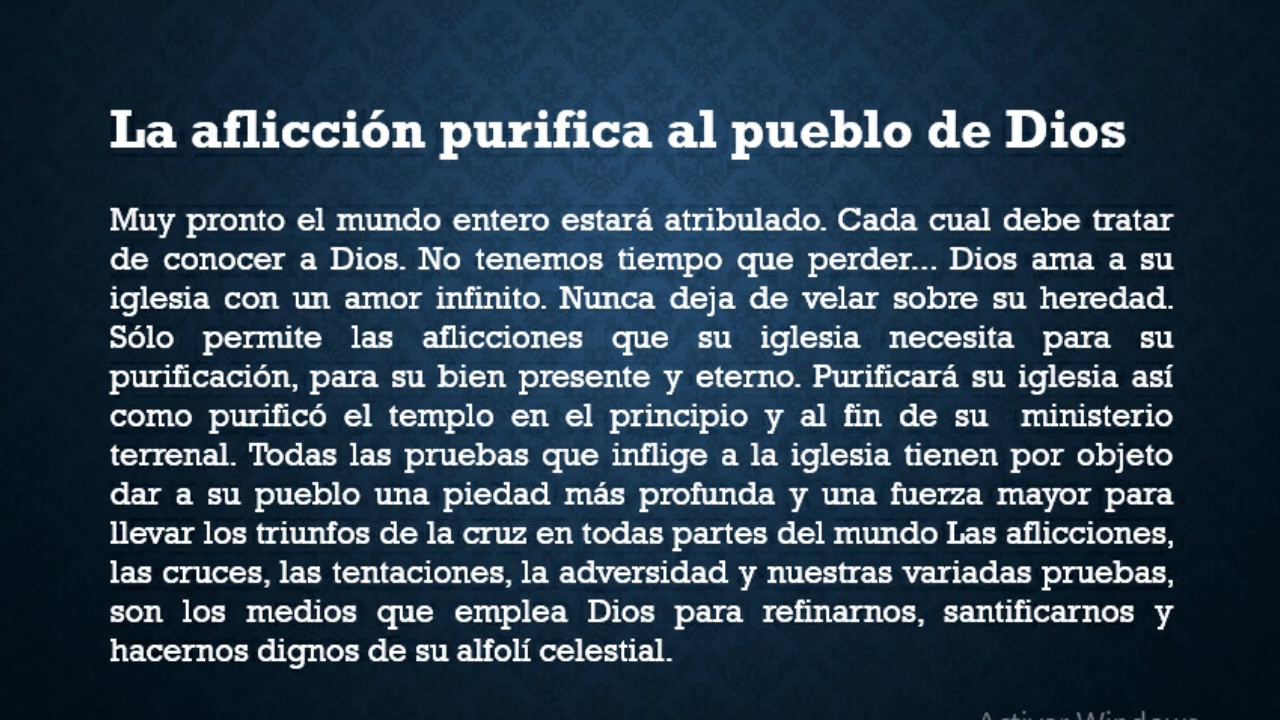 La aflicción purifica al pueblo de Dios
Muy pronto el mundo entero estará atribulado. Cada cual debe tratar
de conocer a Dios. No tenemos tiempo que perder... Dios ama a su
iglesia con un amor infinito. Nunca deja de velar sobre su heredad.
Sólo permite las aflicciones que su iglesia necesita para su
purificación, para su bien presente y eterno. Purificará su iglesia así
como purificó el templo en el principio y al fin de su ministerio
terrenal. Todas las pruebas que inflige a la iglesia tienen por objeto
dar a su pueblo una piedad más profunda y una fuerza mayor para
llevar los triunfos de la cruz en todas partes del mundo Las aflicciones,
las cruces, las tentaciones, la adversidad y nuestras variadas pruebas,
son los medios que emplea Dios para refinarnos, santificarnos y
hacernos dignos de su alfolí celestial.
Activar Windows